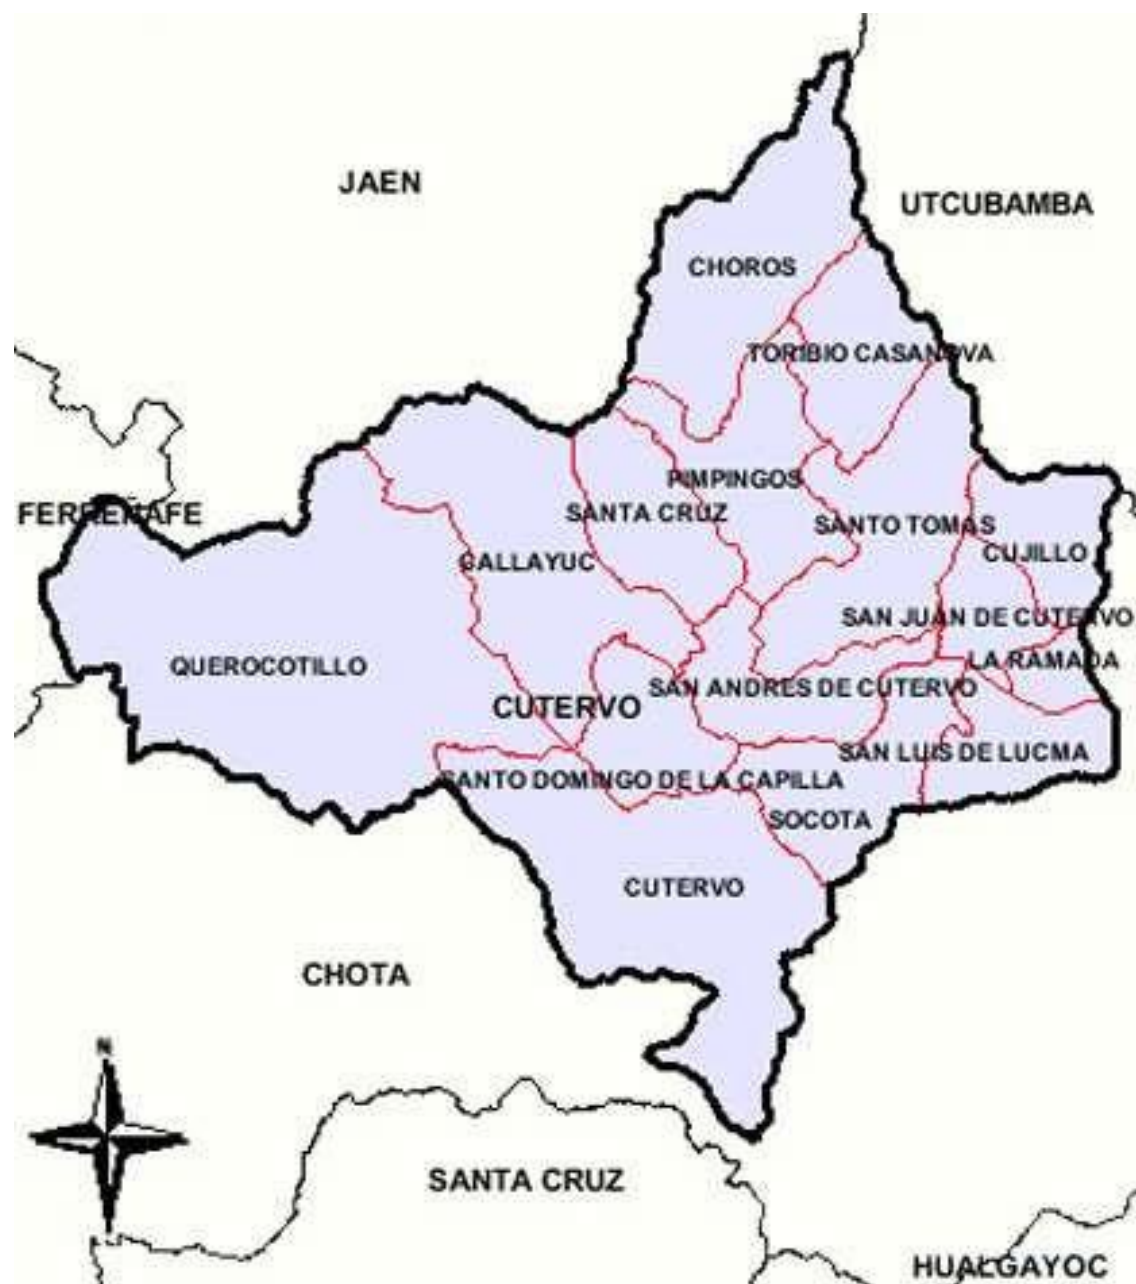 JAEN
UTCUBAMBA
CHOROS
TORIBIO CASANOVA
PIMPINGOS
FERREÑAFE
SANTA CRUZ
SANTO TOMAS
CALLAYUC
CUJILLO
SAN JUAN DE CUTERVO
QUEROCOTILLO
LA RAMADA
SAN ANDRES DE CUTERVO
CUTERVO
SAN LUIS DE LUCMA
SANTO DOMINGO DE LA CAPILLA
SOCOTA
CUTERVO
CHOTA
N
SANTA CRUZ
HUALGAYOC